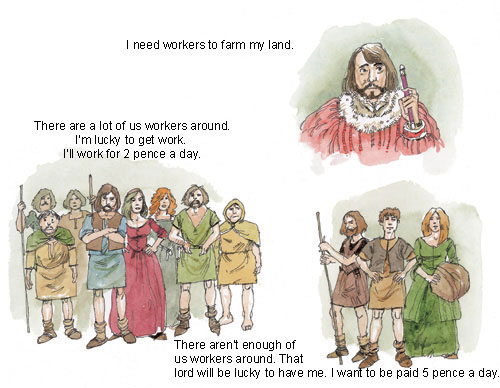 I need workers to farm my land.
There are a lot of us workers around.
I'm lucky to get work.
I'll work for 2 pence a day.
There aren't enough of
us workers around. That
lord will be lucky to have me. I want to be paid 5 pence a day.